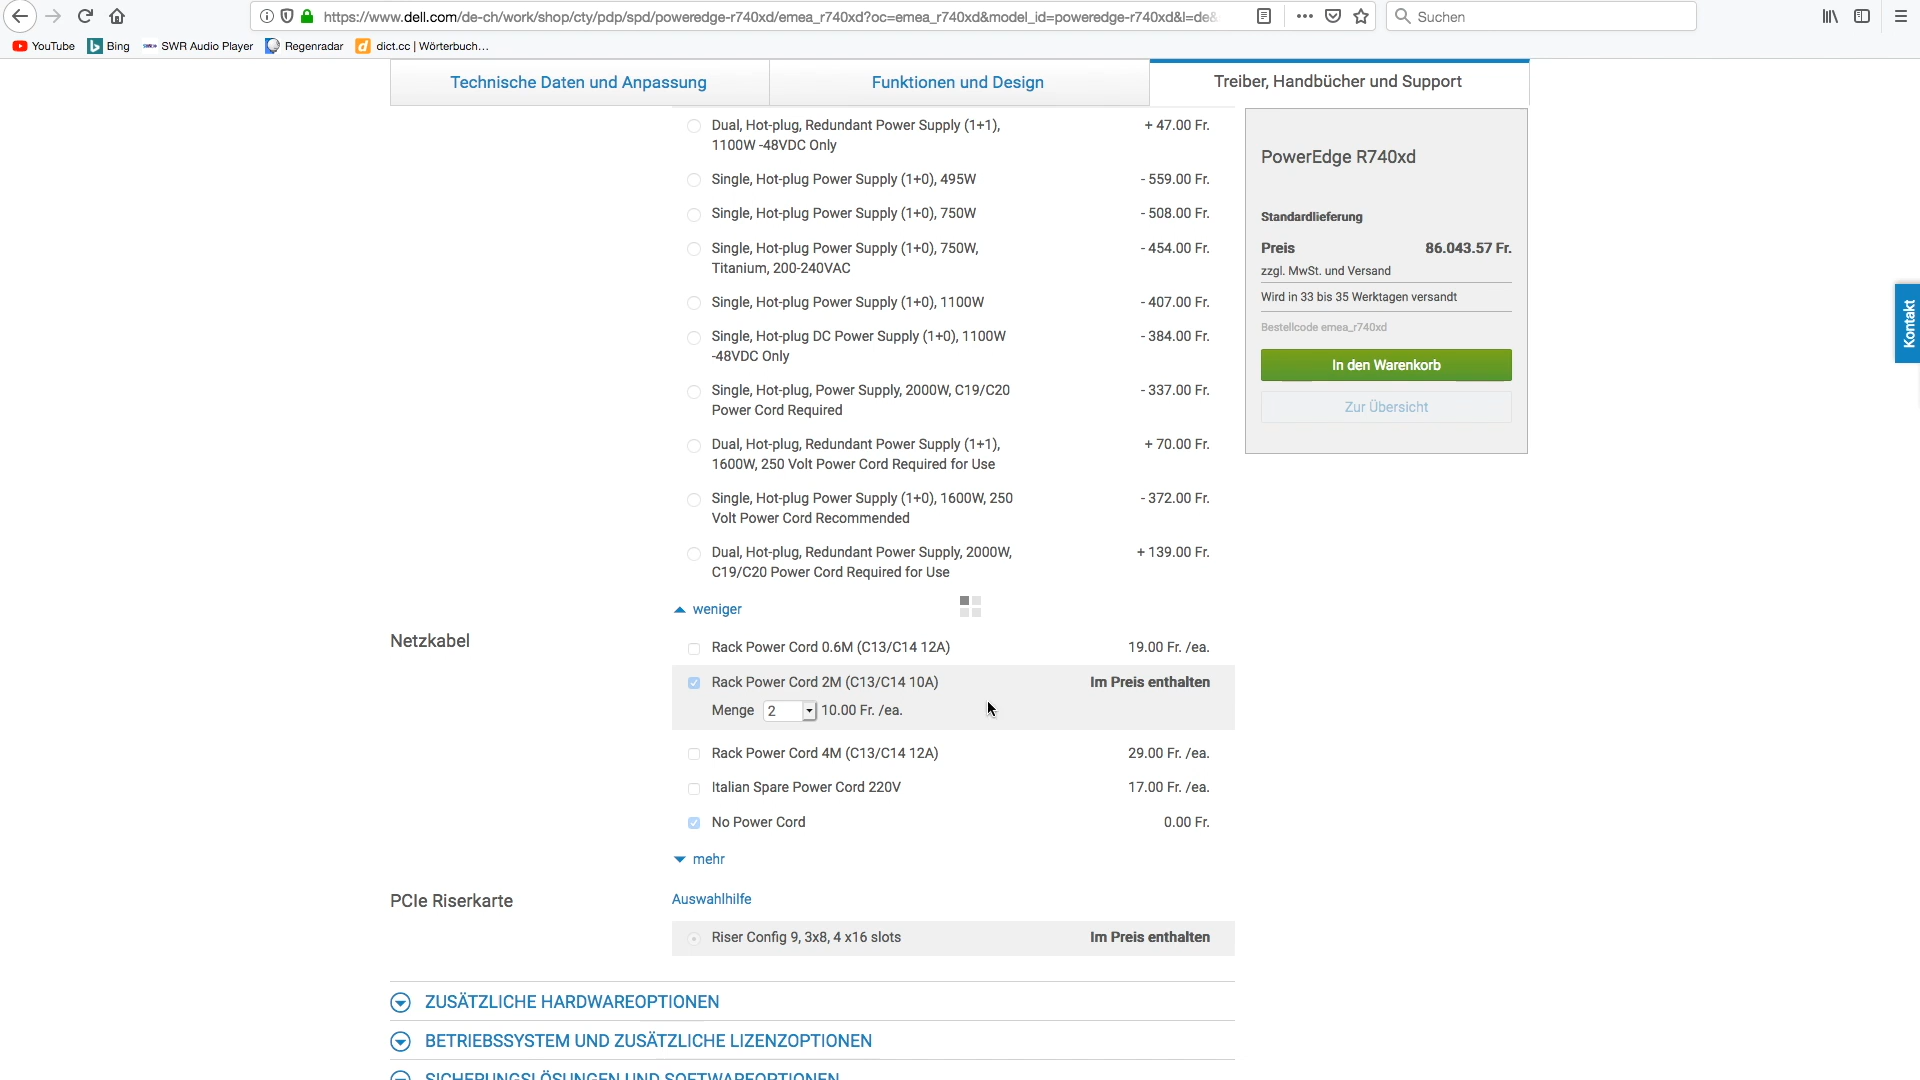 https://www.dell.com/de-ch/work/shop/cty/pdp/spd/poweredge-r740xd/emea_r740xd?oc=emea_r740xd&model_id=poweredge-r740xd&l=de&
Suchen
YouTube
Bing
SWR Audio Player
Regenradar
dict.cc | Wörterbuch…
Technische Daten und Anpassung
Funktionen und Design
Treiber, Handbücher und Support
Dual, Hot-plug, Redundant Power Supply (1+1), + 47.00 Fr.
1100W -48VDC Only
Single, Hot-plug Power Supply (1+0), 495W - 559.00 Fr.
Single, Hot-plug Power Supply (1+0), 750W - 508.00 Fr.
Single, Hot-plug Power Supply (1+0), 750W, - 454.00 Fr.
Titanium, 200-240VAC
Single, Hot-plug Power Supply (1+0), 1100W - 407.00 Fr.
Single, Hot-plug DC Power Supply (1+0), 1100W - 384.00 Fr.
-48VDC Only
Single, Hot-plug, Power Supply, 2000W, C19/C20 - 337.00 Fr.
Power Cord Required
Dual, Hot-plug, Redundant Power Supply (1+1), + 70.00 Fr.
1600W, 250 Volt Power Cord Required for Use
Single, Hot-plug Power Supply (1+0), 1600W, 250 - 372.00 Fr.
Volt Power Cord Recommended
Dual, Hot-plug, Redundant Power Supply, 2000W, + 139.00 Fr.
C19/C20 Power Cord Required for Use
weniger
Netzkabel
Rack Power Cord 0.6M (C13/C14 12A) 19.00 Fr. /ea.
Rack Power Cord 2M (C13/C14 10A) Im Preis enthalten
Menge 2 10.00 Fr. /ea.
Rack Power Cord 4M (C13/C14 12A) 29.00 Fr. /ea.
Italian Spare Power Cord 220V 17.00 Fr. /ea.
No Power Cord 0.00 Fr.
mehr
PCIe Riserkarte
Auswahlhilfe
Riser Config 9, 3x8, 4 x16 slots Im Preis enthalten
ZUSÄTZLICHE HARDWAREOPTIONEN
BETRIEBSSYSTEM UND ZUSÄTZLICHE LIZENZOPTIONEN
SICHERUNGSLÖSUNGEN UND SOFTWAREOPTIONEN
PowerEdge R740xd
Standardlieferung
Preis 86.043.57 Fr.
zzgl. MwSt. und Versand
Wird in 33 bis 35 Werktagen versandt
Bestellcode emea_r740xd
In den Warenkorb
Zur Übersicht
Kontakt